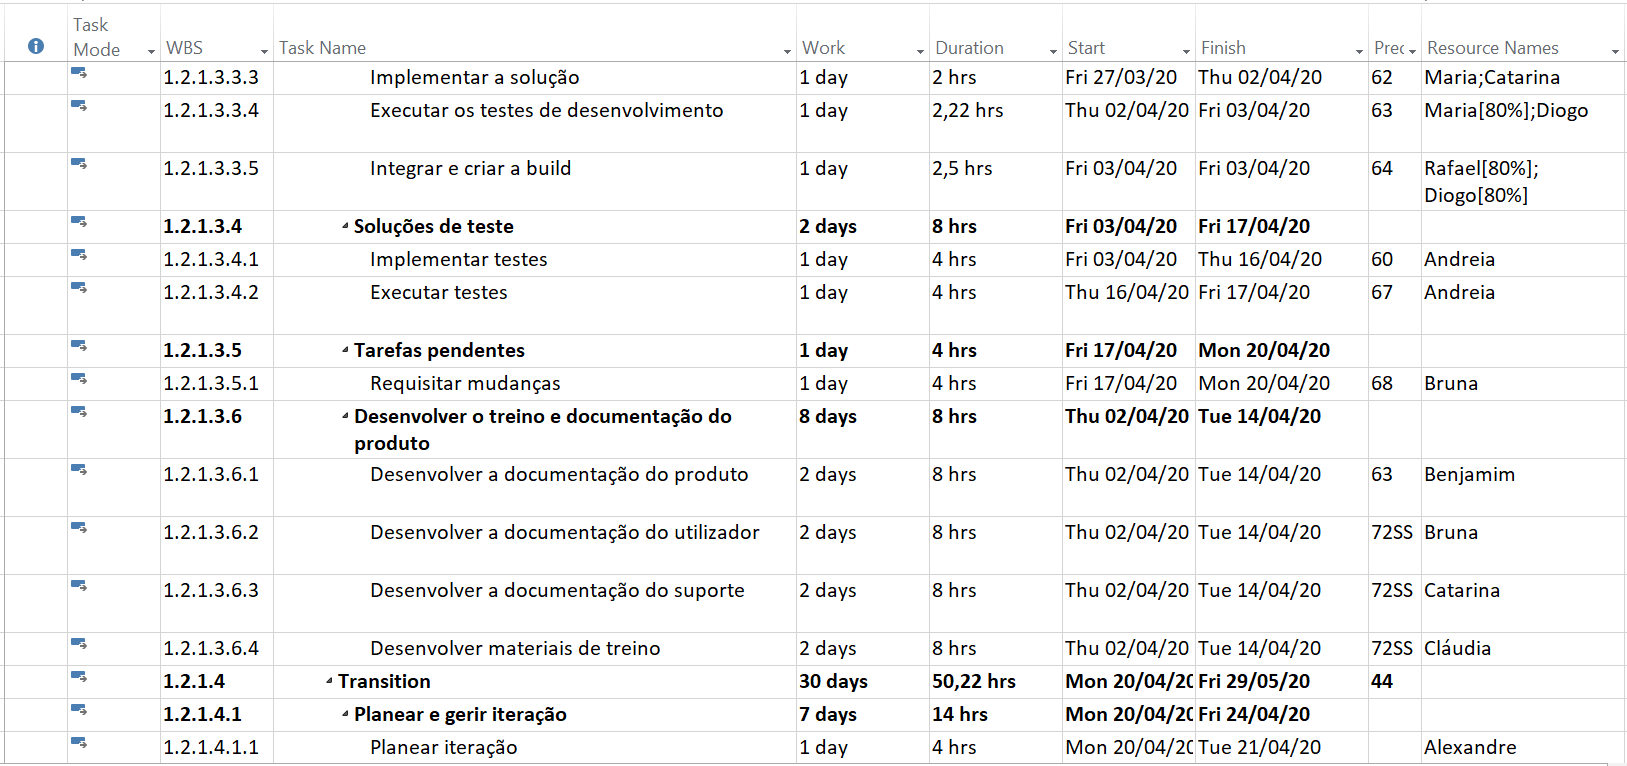 Task Mode WBS Task Name Work Duration Start Finish Prec Resource Names
1.2.1.3.3.3 Implementar a solução 1 day 2 hrs Fri 27/03/20 Thu 02/04/20 62 Maria;Catarina
1.2.1.3.3.4 Executar os testes de desenvolvimento 1 day 2,22 hrs Thu 02/04/20 Fri 03/04/20 63 Maria[80%];Diogo
1.2.1.3.3.5 Integrar e criar a build 1 day 2,5 hrs Fri 03/04/20 Fri 03/04/20 64 Rafael[80%];
Diogo[80%]
1.2.1.3.4 Soluções de teste 2 days 8 hrs Fri 03/04/20 Fri 17/04/20
1.2.1.3.4.1 Implementar testes 1 day 4 hrs Fri 03/04/20 Thu 16/04/20 60 Andreia
1.2.1.3.4.2 Executar testes 1 day 4 hrs Thu 16/04/20 Fri 17/04/20 67 Andreia
1.2.1.3.5 Tarefas pendentes 1 day 4 hrs Fri 17/04/20 Mon 20/04/20
1.2.1.3.5.1 Requisitar mudanças 1 day 4 hrs Fri 17/04/20 Mon 20/04/20 68 Bruna
1.2.1.3.6 Desenvolver o treino e documentação do 8 days 8 hrs Thu 02/04/20 Tue 14/04/20
produto
1.2.1.3.6.1 Desenvolver a documentação do produto 2 days 8 hrs Thu 02/04/20 Tue 14/04/20 63 Benjamim
1.2.1.3.6.2 Desenvolver a documentação do utilizador 2 days 8 hrs Thu 02/04/20 Tue 14/04/20 72SS Bruna
1.2.1.3.6.3 Desenvolver a documentação do suporte 2 days 8 hrs Thu 02/04/20 Tue 14/04/20 72SS Catarina
1.2.1.3.6.4 Desenvolver materiais de treino 2 days 8 hrs Thu 02/04/20 Tue 14/04/20 72SS Cláudia
1.2.1.4 Transition 30 days 50,22 hrs Mon 20/04/20 Fri 29/05/20 44
1.2.1.4.1 Planear e gerir iteração 7 days 14 hrs Mon 20/04/20 Fri 24/04/20
1.2.1.4.1.1 Planear iteração 1 day 4 hrs Mon 20/04/20 Tue 21/04/20 Alexandre